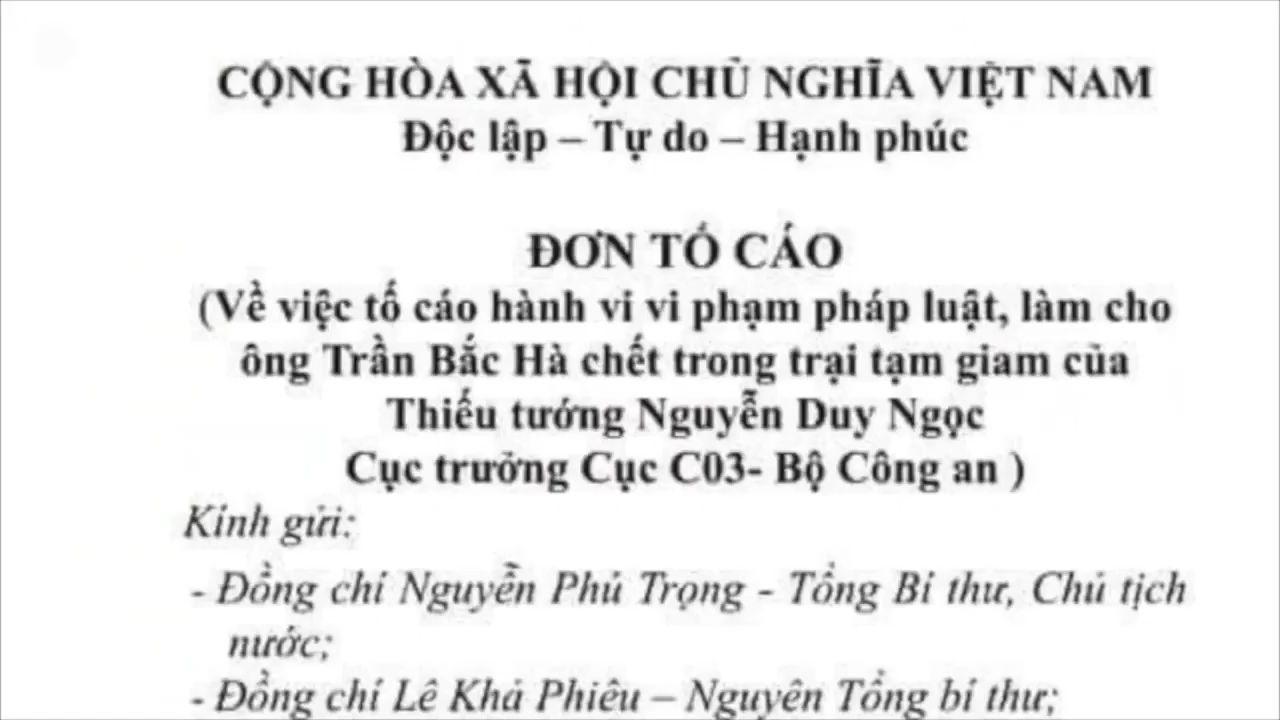 CỘNG HÒA XÃ HỘI CHỦ NGHĨA VIỆT NAM
Độc lập – Tự do – Hạnh phúc
ĐƠN TỐ CÁO
(Về việc tố cáo hành vi vi phạm pháp luật, làm cho
ông Trần Bắc Hà chết trong trại tạm giam của
Thiếu tướng Nguyễn Duy Ngọc
Cục trưởng Cục C03- Bộ Công an )
Kính gửi:
- Đồng chí Nguyễn Phú Trọng - Tổng Bí thư, Chủ tịch
nước;
- Đồng chí Lê Khả Phiêu – Nguyên Tổng bí thư;